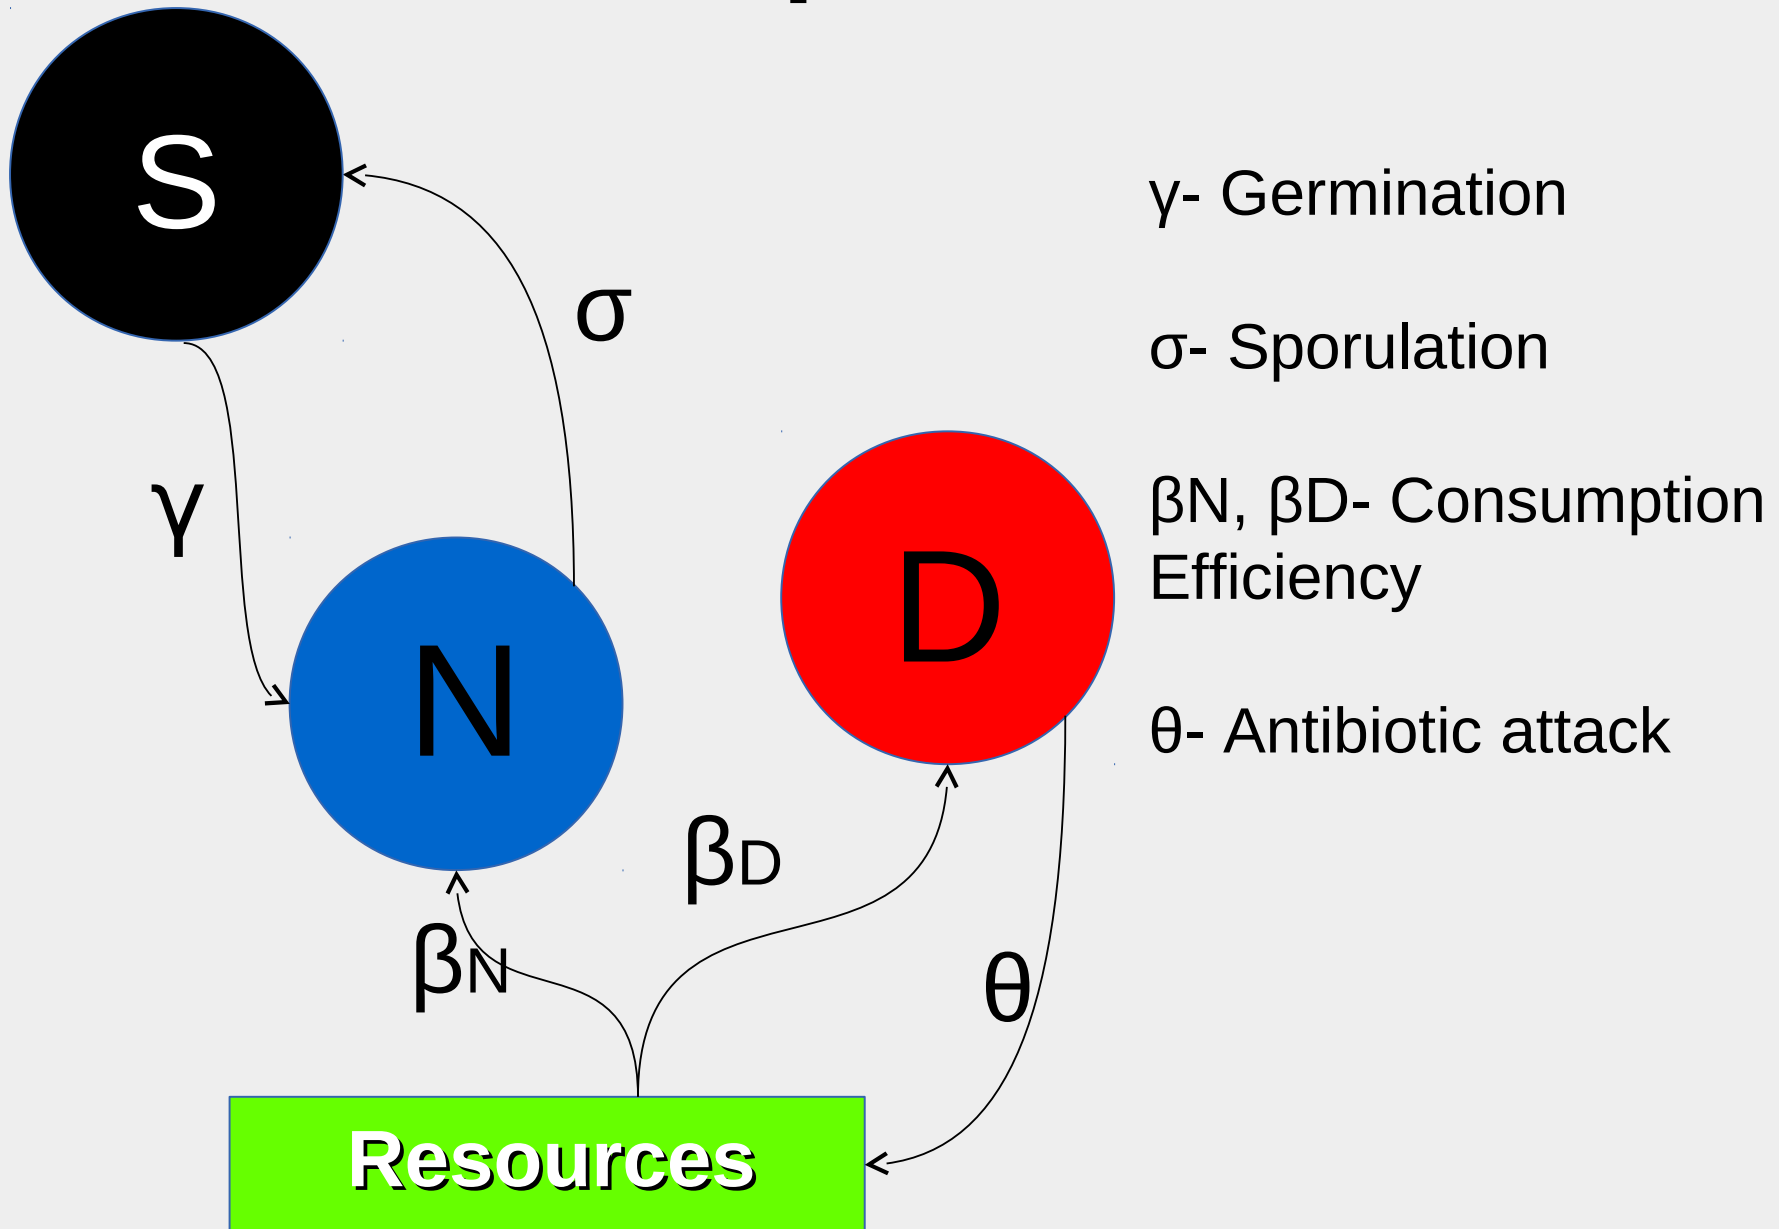 S
σ
γ
N
D
βD
βN
θ
Resources
γ- Germination
σ- Sporulation
βN, βD- Consumption
Efficiency
θ- Antibiotic attack